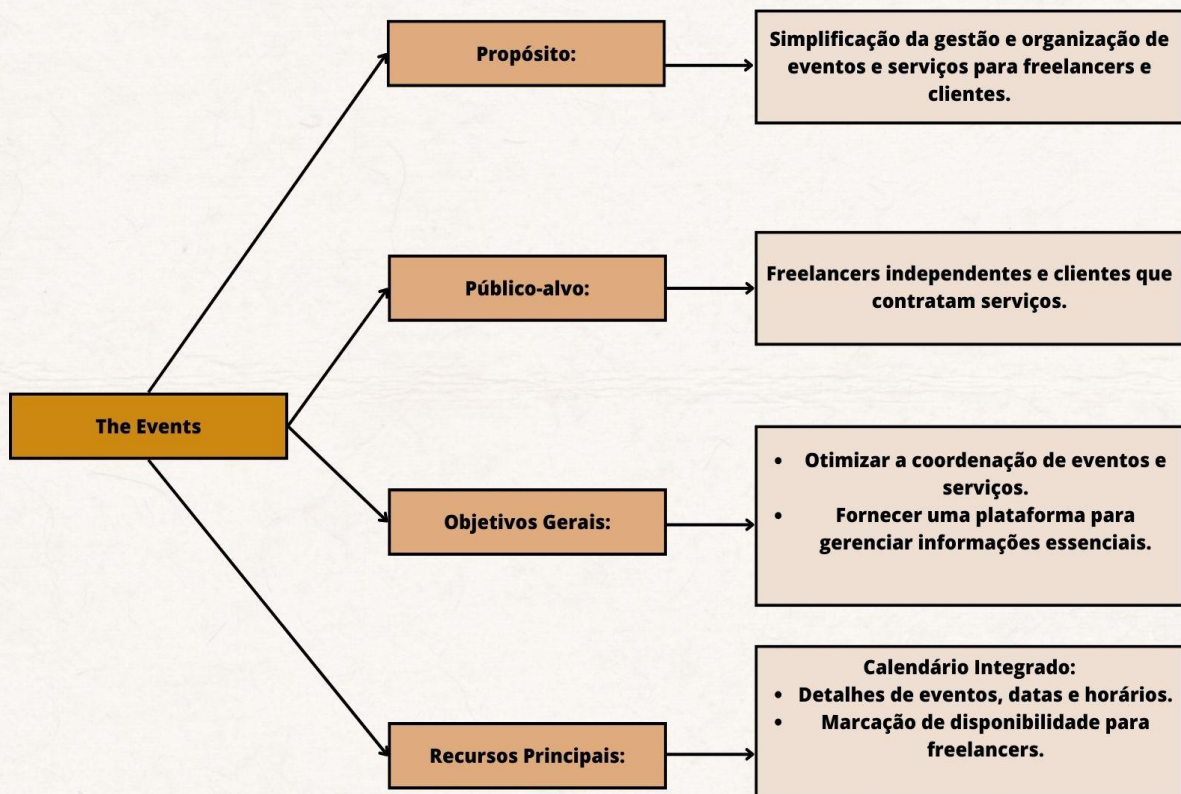 Propósito:
Simplificação da gestão e organização de
eventos e serviços para freelancers e
clientes.
Público-alvo:
Freelancers independentes e clientes que
contratam serviços.
The Events
Objetivos Gerais:
• Otimizar a coordenação de eventos e
serviços.
• Fornecer uma plataforma para
gerenciar informações essenciais.
Recursos Principais:
Calendário Integrado:
• Detalhes de eventos, datas e horários.
• Marcação de disponibilidade para
freelancers.